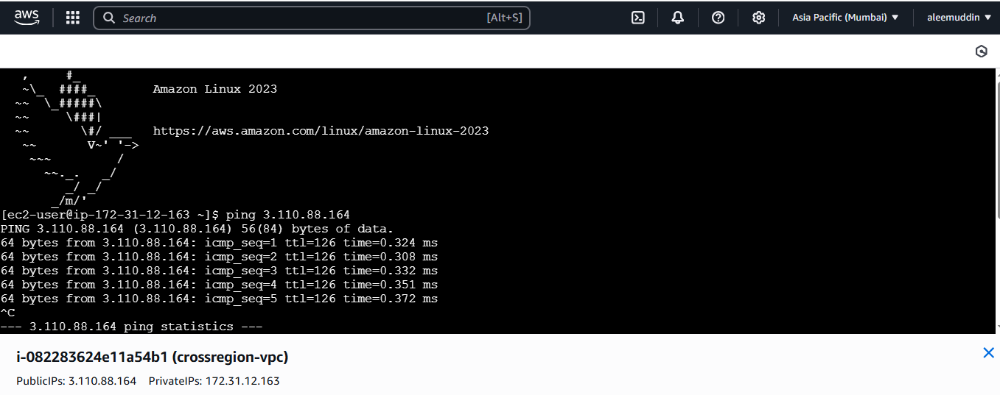 aws Search [Alt+S] Asia Pacific (Mumbai) ▼ aleemuddin ▼
   ,     #_
   ~\_  ####_        Amazon Linux 2023
  ~~  \_#####\
  ~~     \###|
  ~~       \#/ ___   https://aws.amazon.com/linux/amazon-linux-2023
   ~~       V~' '->
    ~~~         /
      ~~._.   _/
         _/ _/
       _/m/'
[ec2-user@ip-172-31-12-163 ~]$ ping 3.110.88.164
PING 3.110.88.164 (3.110.88.164) 56(84) bytes of data.
64 bytes from 3.110.88.164: icmp_seq=1 ttl=126 time=0.324 ms
64 bytes from 3.110.88.164: icmp_seq=2 ttl=126 time=0.308 ms
64 bytes from 3.110.88.164: icmp_seq=3 ttl=126 time=0.332 ms
64 bytes from 3.110.88.164: icmp_seq=4 ttl=126 time=0.351 ms
64 bytes from 3.110.88.164: icmp_seq=5 ttl=126 time=0.372 ms
^C
--- 3.110.88.164 ping statistics ---
i-082283624e11a54b1 (crossregion-vpc)
PublicIPs: 3.110.88.164 PrivateIPs: 172.31.12.163